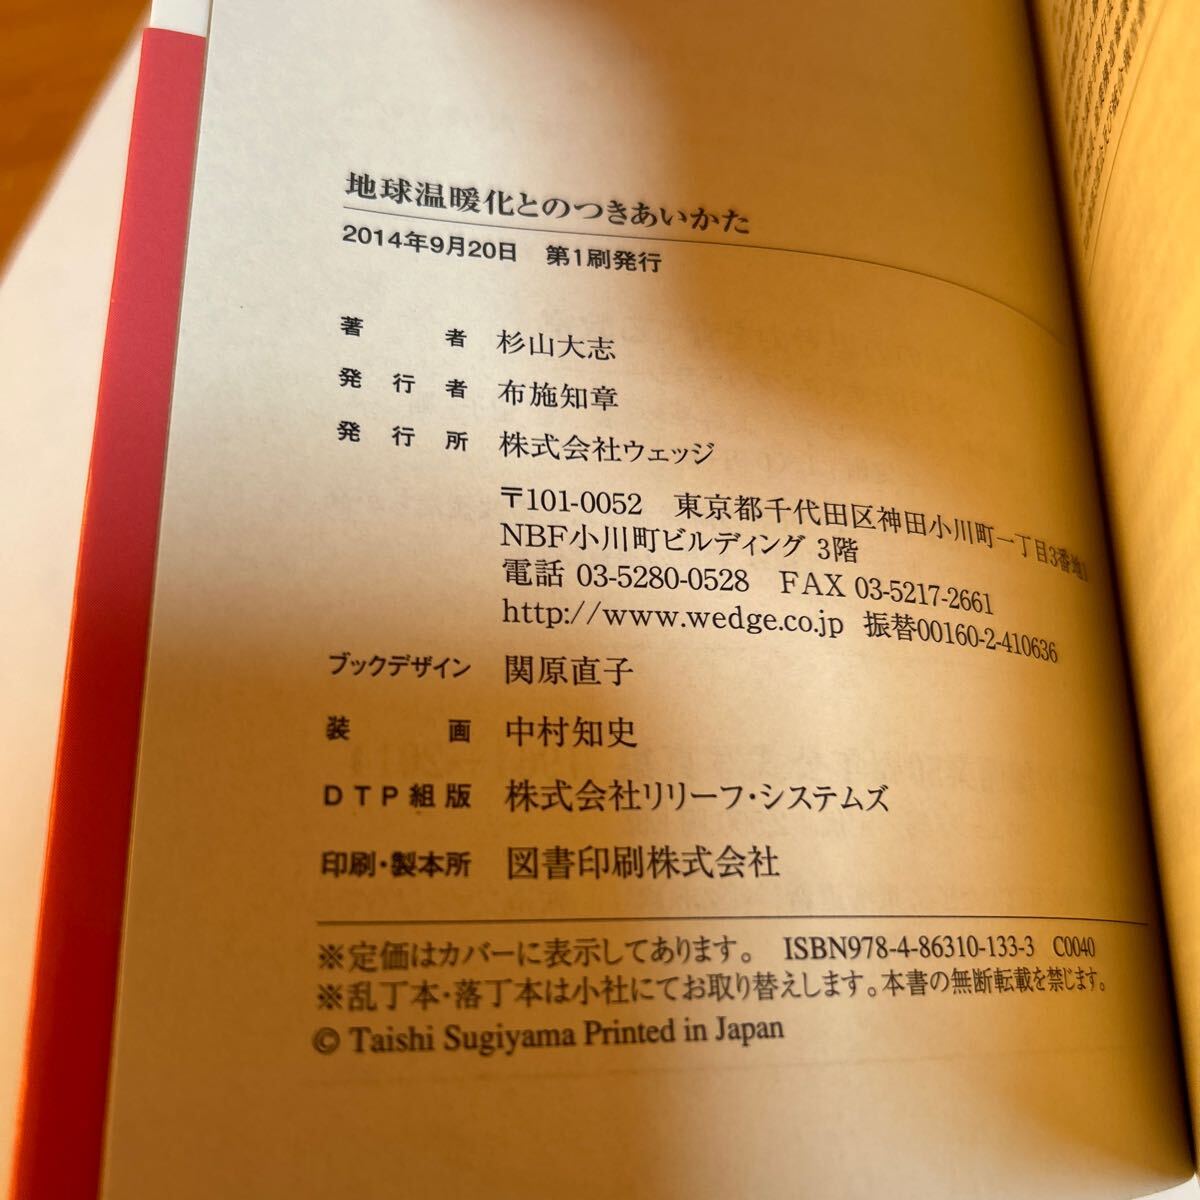 地球温暖化とのつきあいかた
2014年9月20日　第1刷発行
著　者　杉山大志
発行者　布施知章
発行所　株式会社ウェッジ
〒101-0052　東京都千代田区神田小川町一丁目3番地1
NBF小川町ビルディング 3階
電話 03-5280-0528　FAX 03-5217-2661
http://www.wedge.co.jp　振替00160-2-410636
ブックデザイン　関原直子
装　画　中村知史
DTP組版　株式会社リリーフ・システムズ
印刷・製本所　図書印刷株式会社
※定価はカバーに表示してあります。　ISBN978-4-86310-133-3　C0040
※乱丁本・落丁本は小社にてお取り替えします。本書の無断転載を禁じます。
© Taishi Sugiyama Printed in Japan